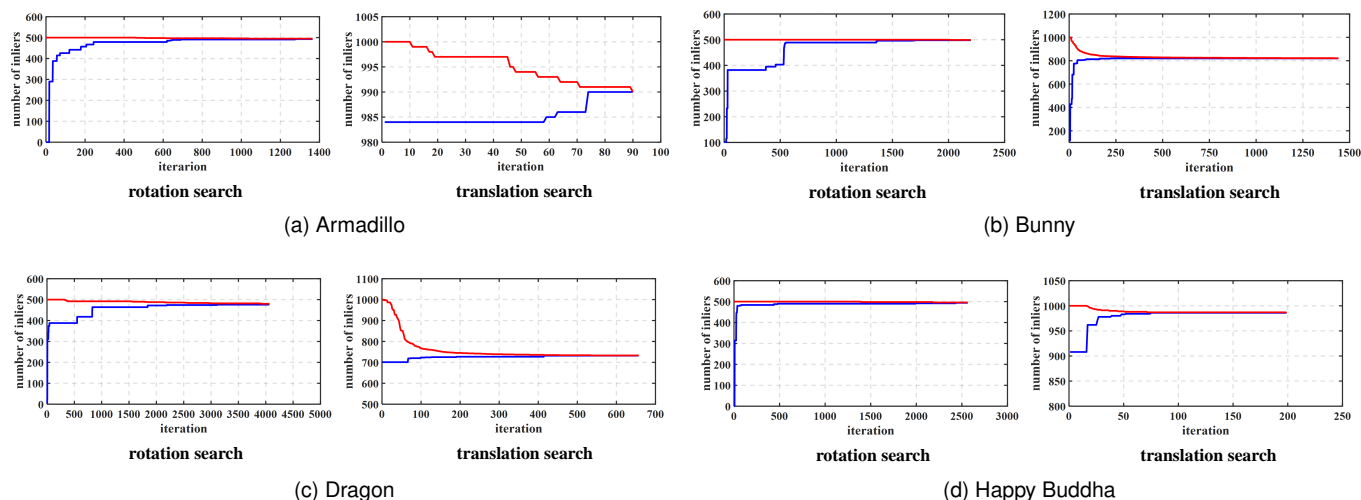 600
500
400
300
200
100
0
number of inliers
0 200 400 600 800 1000 1200 1400
iterarion
rotation search
1005
1000
995
990
985
980
number of inliers
0 10 20 30 40 50 60 70 80 90 100
iteration
translation search
(a) Armadillo
600
500
400
300
200
100
number of inliers
0 500 1000 1500 2000 2500
iteration
rotation search
1200
1000
800
600
400
200
number of inliers
0 250 500 750 1000 1250 1500
iteration
translation search
(b) Bunny
600
500
400
300
200
100
0
number of inliers
0 500 1000 1500 2000 2500 3000 3500 4000 4500 5000
iteration
rotation search
1100
1000
900
800
700
600
500
number of inliers
0 100 200 300 400 500 600 700
iteration
translation search
(c) Dragon
600
500
400
300
200
100
0
number of inliers
0 500 1000 1500 2000 2500 3000
iteration
rotation search
1050
1000
950
900
850
800
number of inliers
0 50 100 150 200 250
iteration
translation search
(d) Happy Buddha